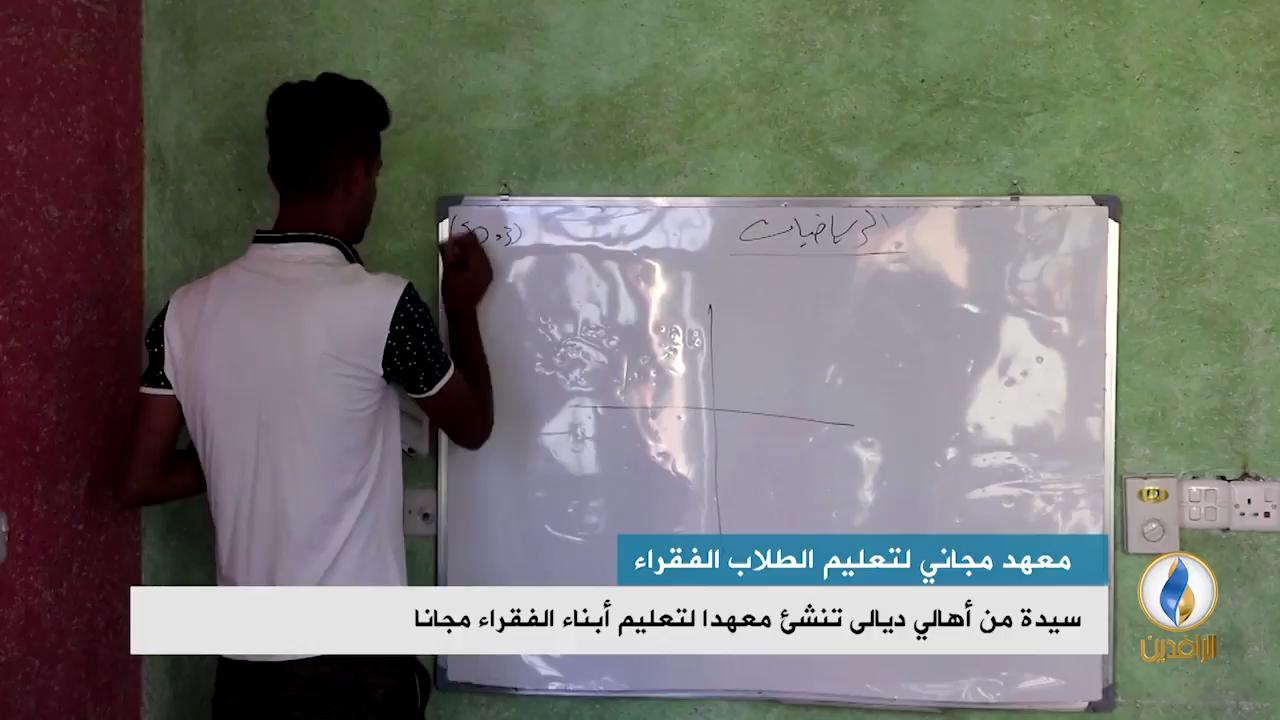 الرياضيات
معهد مجاني لتعليم الطلاب الفقراء
سيدة من أهالي ديالى تنشئ معهدا لتعليم أبناء الفقراء مجانا
الرافدين